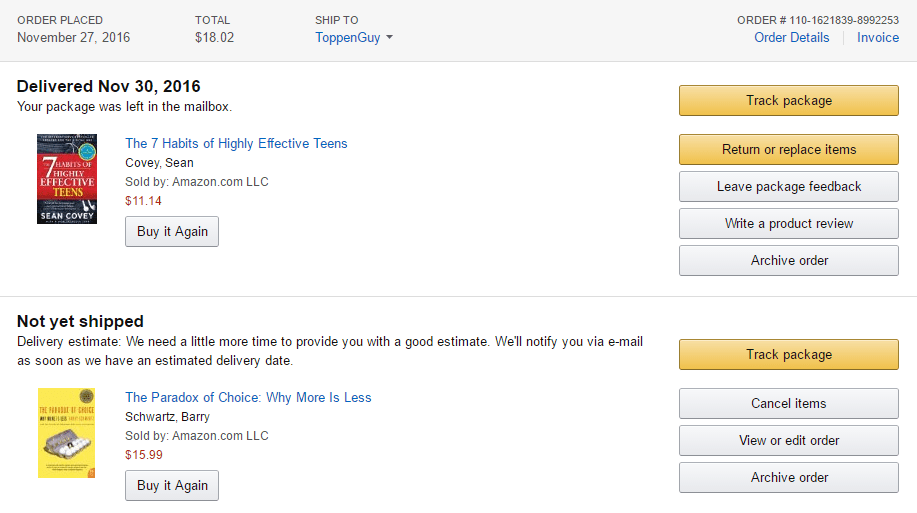 ORDER PLACED
November 27, 2016
TOTAL
$18.02
SHIP TO
ToppenGuy
ORDER # 110-1621839-8992253
Order Details
Invoice
Delivered Nov 30, 2016
Your package was left in the mailbox.
Track package
Return or replace items
Leave package feedback
Write a product review
Archive order
THE 7 HABITS OF
HIGHLY
EFFECTIVE
TEENS
SEAN COVEY
The 7 Habits of Highly Effective Teens
Covey, Sean
Sold by: Amazon.com LLC
$11.14
Buy it Again
Not yet shipped
Delivery estimate: We need a little more time to provide you with a good estimate. We'll notify you via e-mail
as soon as we have an estimated delivery date.
Track package
Cancel items
View or edit order
Archive order
THE PARADOX OF CHOICE
WHY MORE IS LESS BARRY SCHWARTZ
The Paradox of Choice: Why More Is Less
Schwartz, Barry
Sold by: Amazon.com LLC
$15.99
Buy it Again